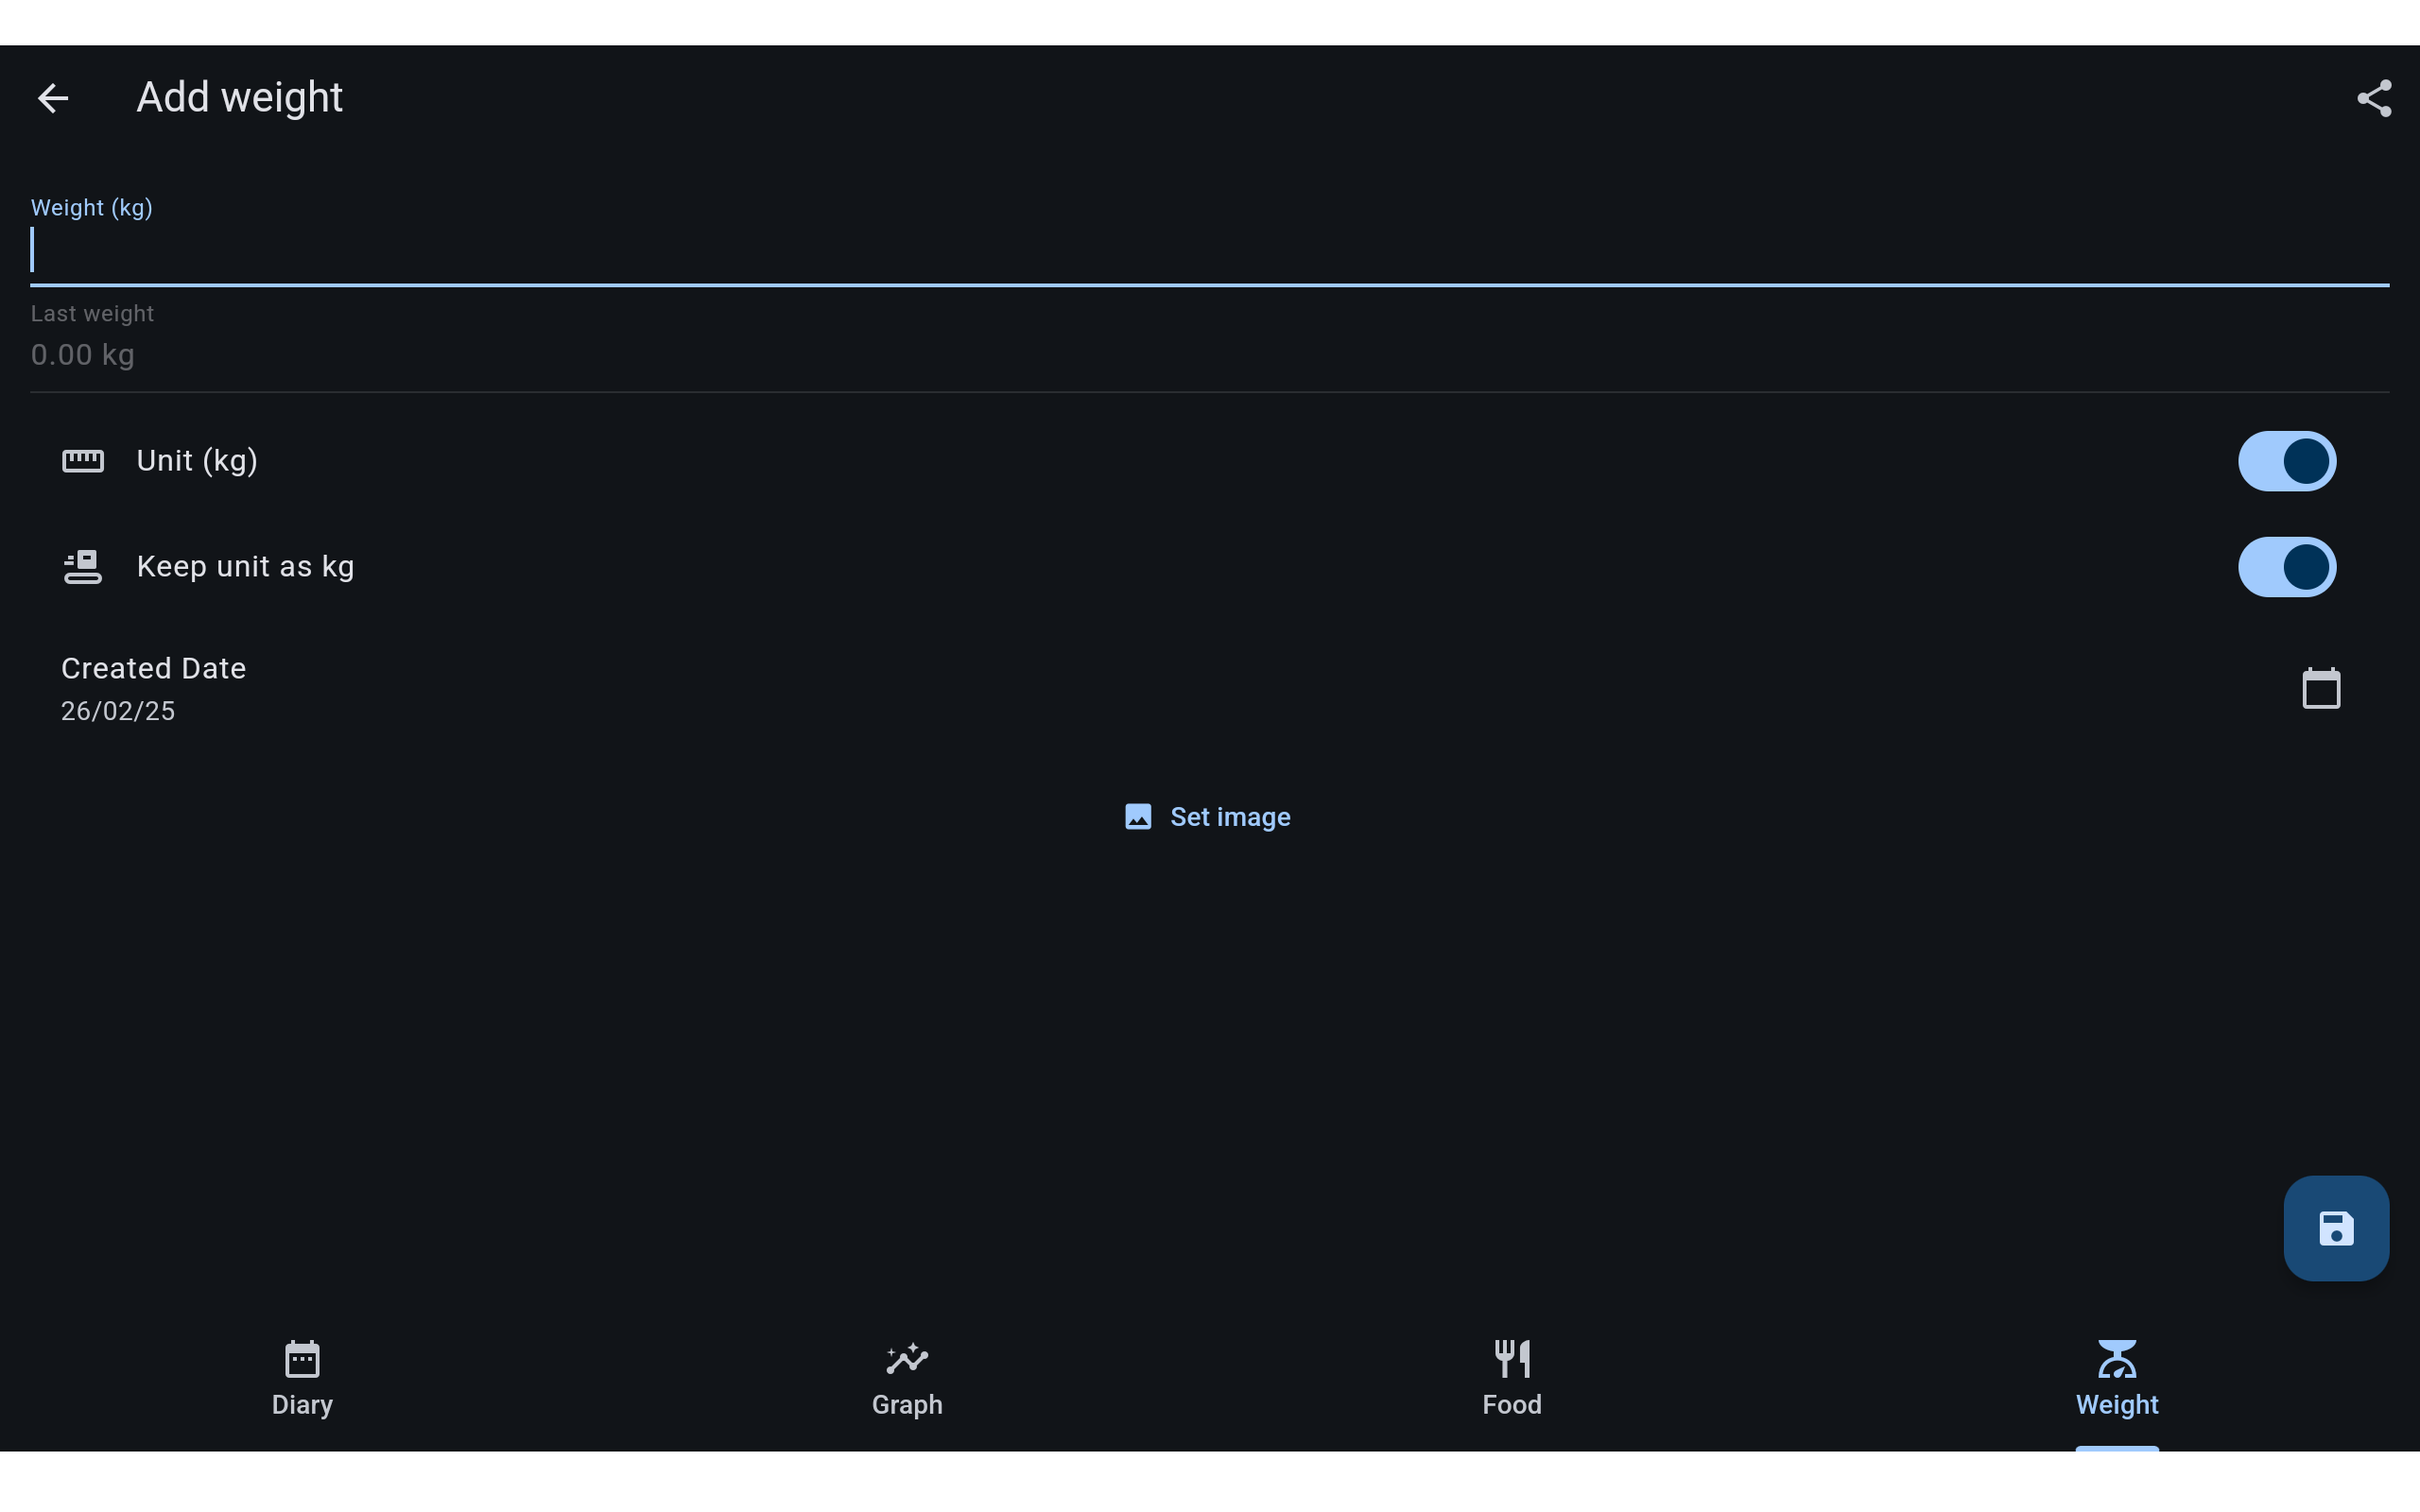 Add weight
Weight (kg)
Last weight
0.00 kg
Unit (kg)
Keep unit as kg
Created Date
26/02/25
Set image
Diary
Graph
Food
Weight